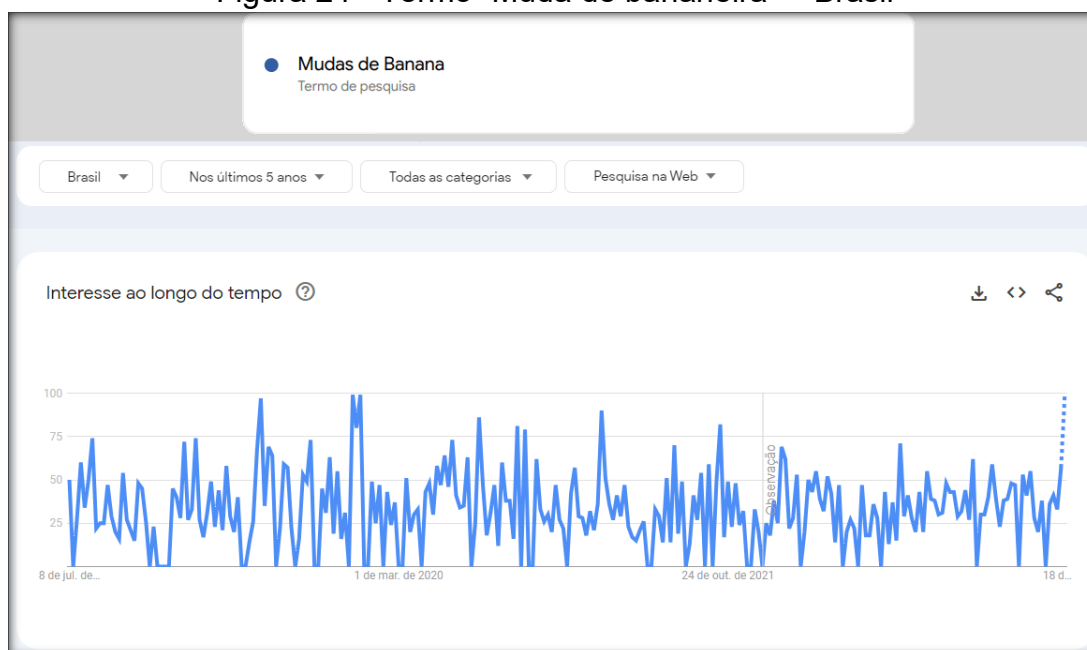 Mudas de Banana
Termo de pesquisa
Brasil
Nos últimos 5 anos
Todas as categorias
Pesquisa na Web
Interesse ao longo do tempo
100
75
50
25
Observação
8 de jul. de...
1 de mar. de 2020
24 de out. de 2021
18 d...